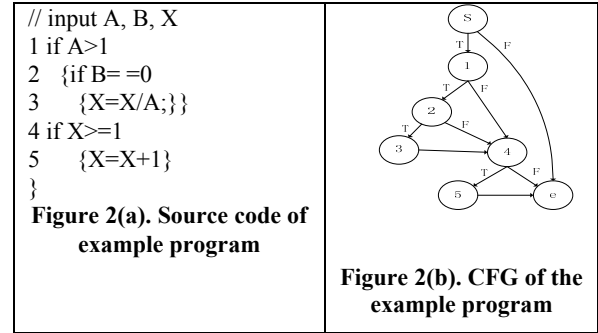 // input A, B, X
1 if A>1
2 {if B= =0
3 {X=X/A;}}
4 if X>=1
5 {X=X+1}
}
Figure 2(a). Source code of
example program
S
T
F
1
T
F
2
T
F
3
4
T
F
5
e
Figure 2(b). CFG of the
example program